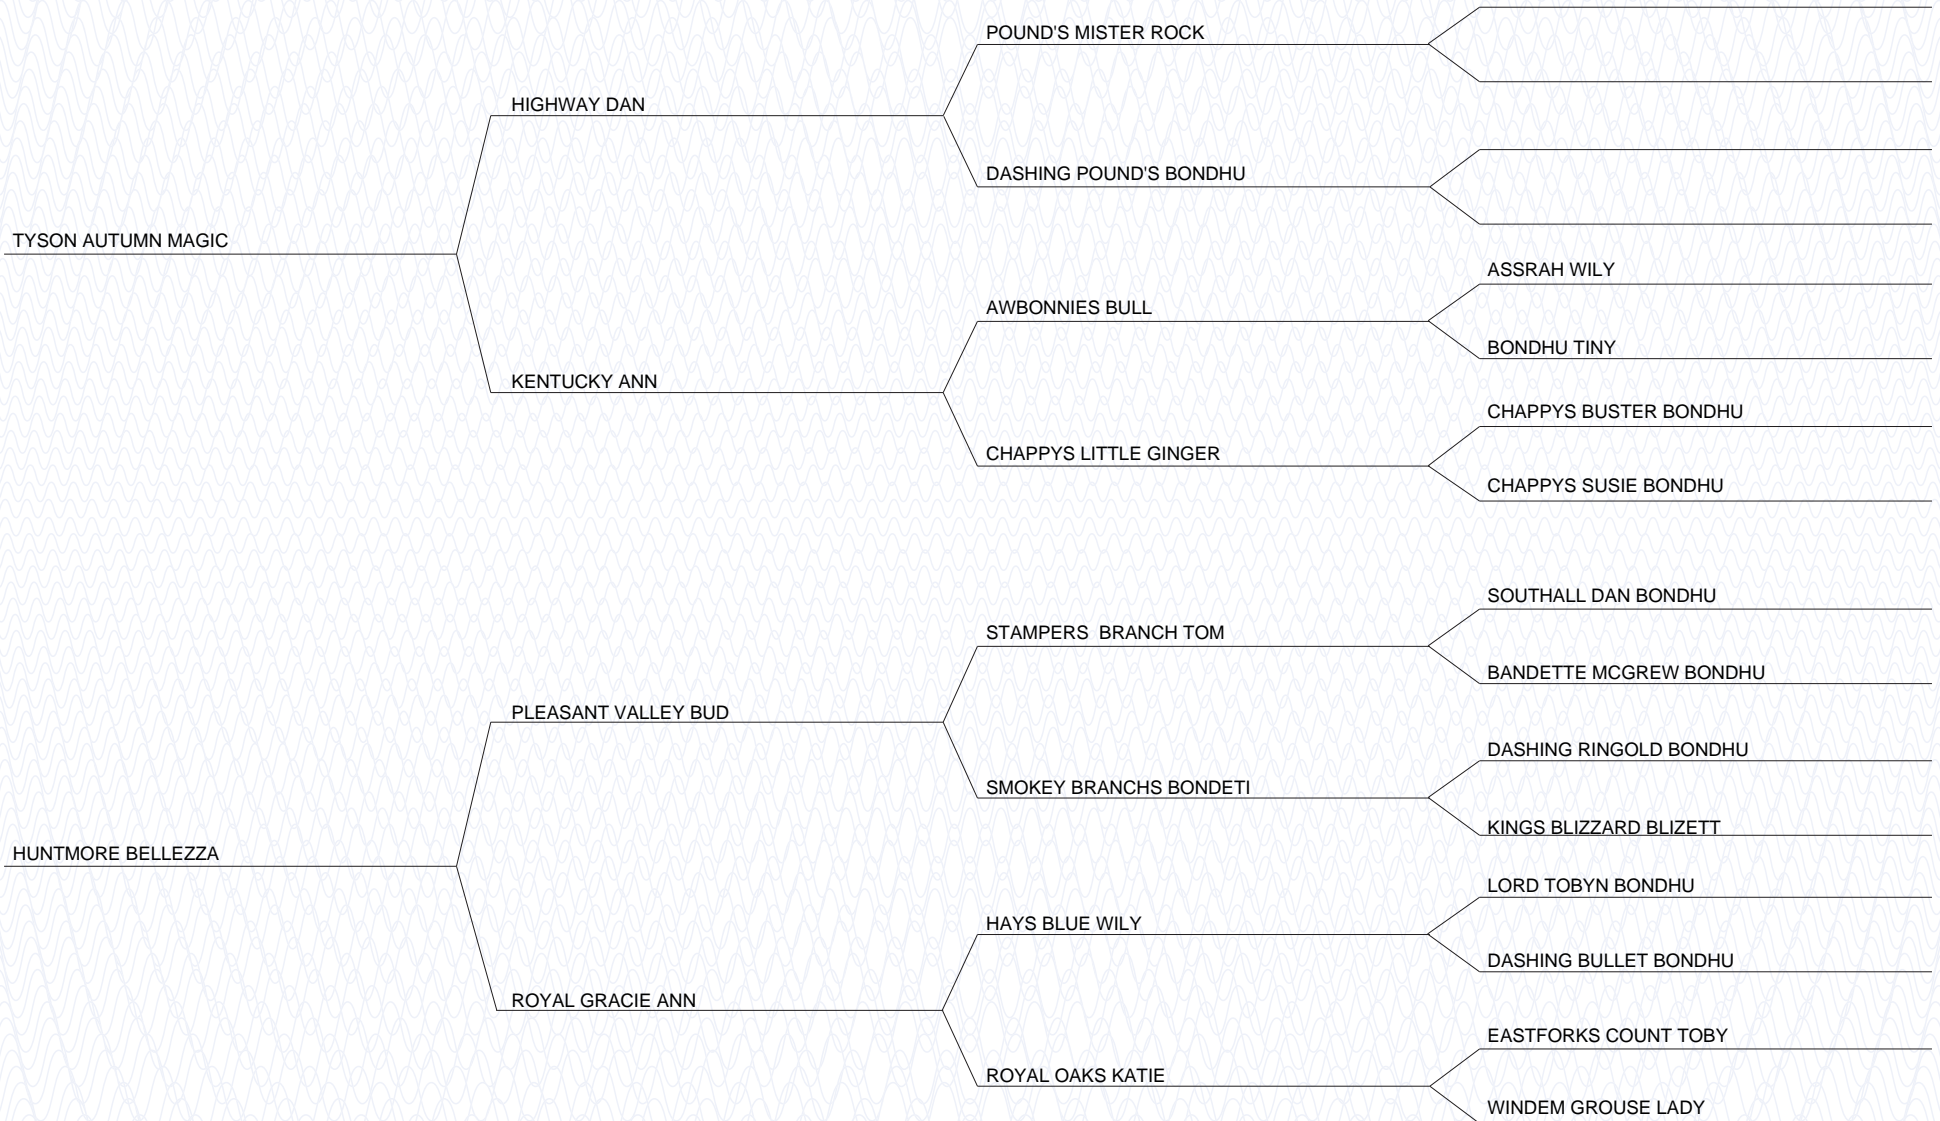 POUND'S MISTER ROCK
HIGHWAY DAN
DASHING POUND'S BONDHU
TYSON AUTUMN MAGIC
ASSRAH WILY
AWBONNIES BULL
BONDHU TINY
KENTUCKY ANN
CHAPPYS BUSTER BONDHU
CHAPPYS LITTLE GINGER
CHAPPYS SUSIE BONDHU
SOUTHALL DAN BONDHU
STAMPERS  BRANCH TOM
BANDETTE MCGREW BONDHU
PLEASANT VALLEY BUD
DASHING RINGOLD BONDHU
SMOKEY BRANCHS BONDETI
KINGS BLIZZARD BLIZETT
HUNTMORE BELLEZZA
LORD TOBYN BONDHU
HAYS BLUE WILY
DASHING BULLET BONDHU
ROYAL GRACIE ANN
EASTFORKS COUNT TOBY
ROYAL OAKS KATIE
WINDEM GROUSE LADY